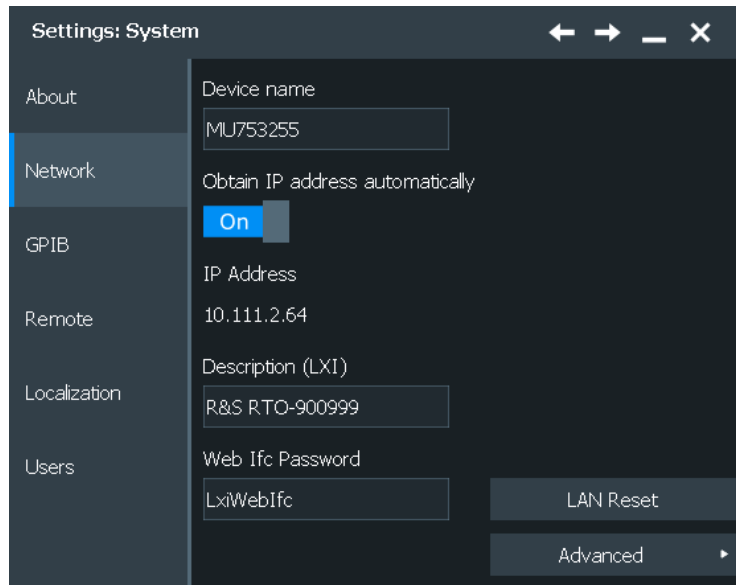 Settings: System
About
Network
GPIB
Remote
Localization
Users
Device name
MU753255
Obtain IP address automatically
On
IP Address
10.111.2.64
Description (LXI)
R&S RTO-900999
Web Ifc Password
LxiWebIfc
LAN Reset
Advanced